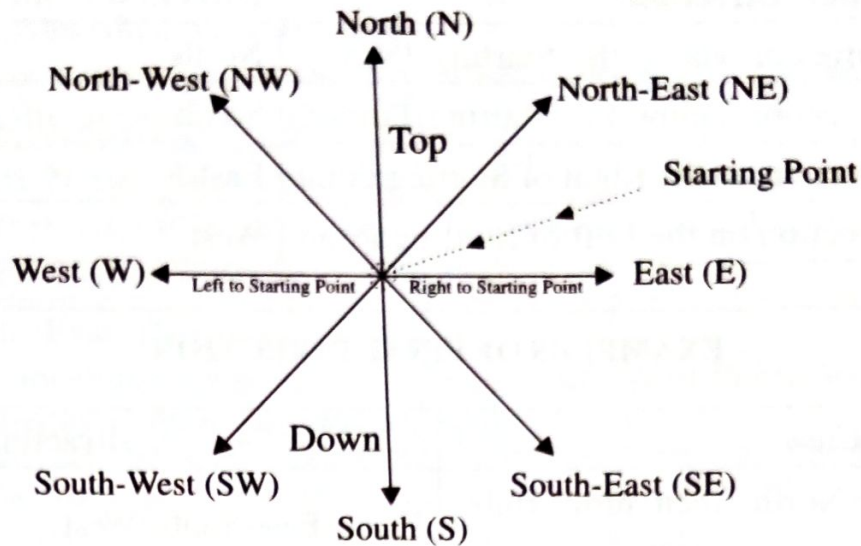 North (N)
North-West (NW)
North-East (NE)
Top
Starting Point
West (W)
Left to Starting Point
Right to Starting Point
East (E)
Down
South-West (SW)
South-East (SE)
South (S)